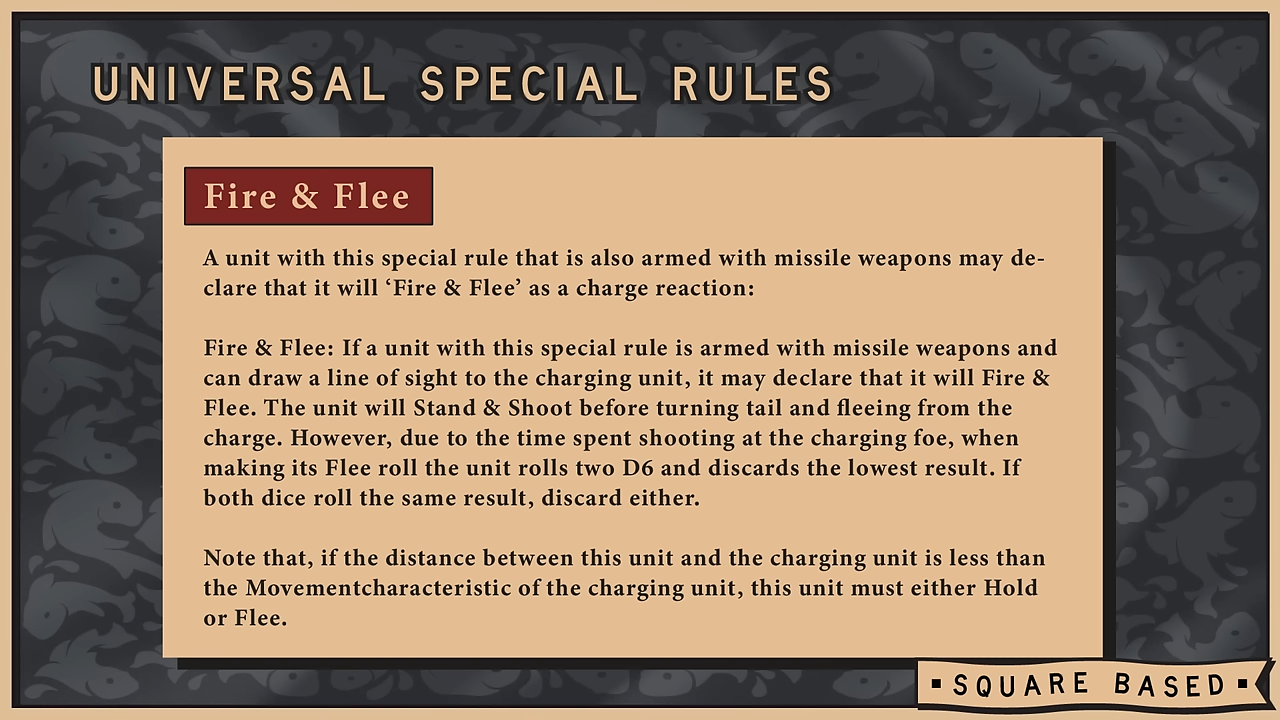 UNIVERSAL SPECIAL RULES
Fire & Flee
A unit with this special rule that is also armed with missile weapons may de-
clare that it will ‘Fire & Flee’ as a charge reaction:
Fire & Flee: If a unit with this special rule is armed with missile weapons and
can draw a line of sight to the charging unit, it may declare that it will Fire &
Flee. The unit will Stand & Shoot before turning tail and fleeing from the
charge. However, due to the time spent shooting at the charging foe, when
making its Flee roll the unit rolls two D6 and discards the lowest result. If
both dice roll the same result, discard either.
Note that, if the distance between this unit and the charging unit is less than
the Movementcharacteristic of the charging unit, this unit must either Hold
or Flee.
SQUARE BASED